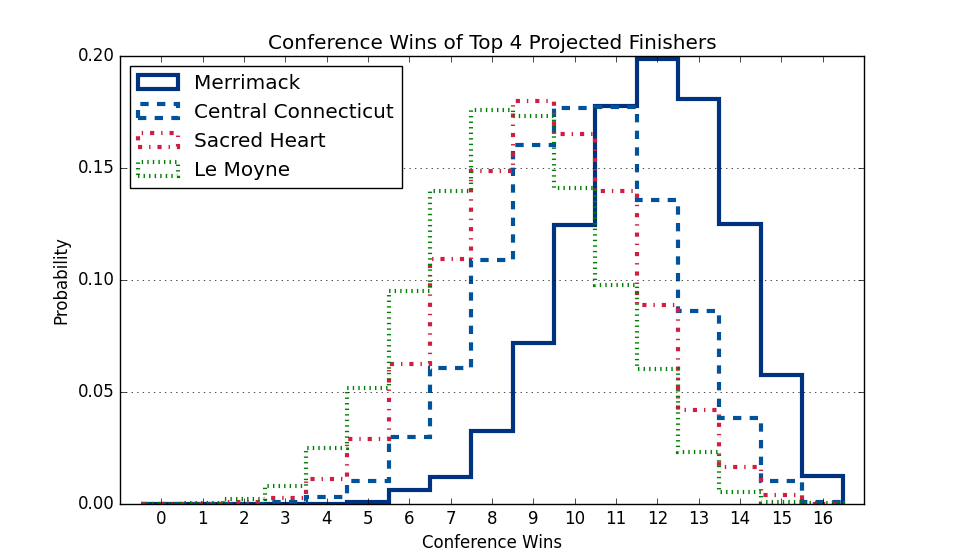 Conference Wins of Top 4 Projected Finishers
Merrimack
Central Connecticut
Sacred Heart
Le Moyne
Probability
0.20
0.15
0.10
0.05
0.00
0 1 2 3 4 5 6 7 8 9 10 11 12 13 14 15 16
Conference Wins